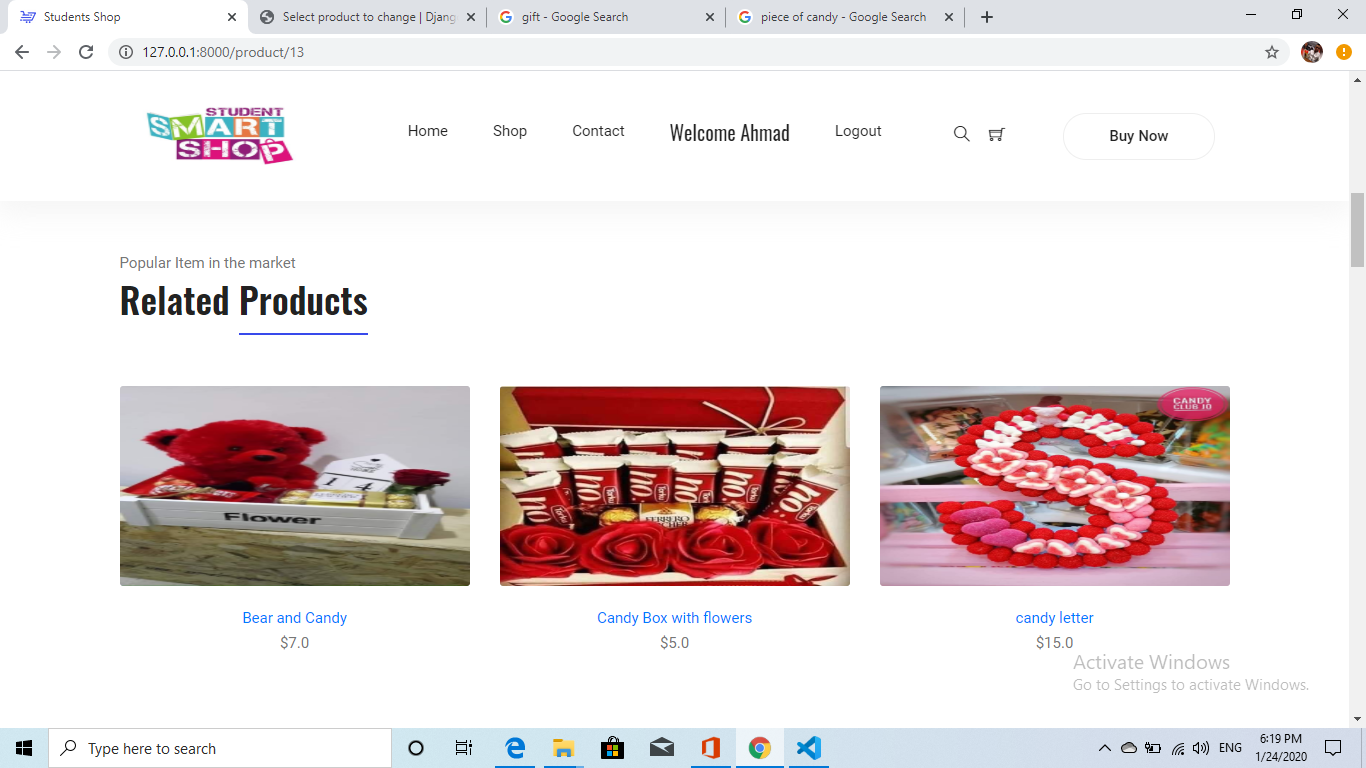 Students Shop
Select product to change | Djang
gift - Google Search
piece of candy - Google Search
127.0.0.1:8000/product/13
STUDENT
SMART
SHOP
Home Shop Contact Welcome Ahmad Logout Buy Now
Popular Item in the market
Related Products
Flower
1 4
FERRERO
CANDY
CLUB JO
Bear and Candy
$7.0
Candy Box with flowers
$5.0
candy letter
$15.0
Activate Windows
Go to Settings to activate Windows.
Type here to search
ENG
6:19 PM
1/24/2020